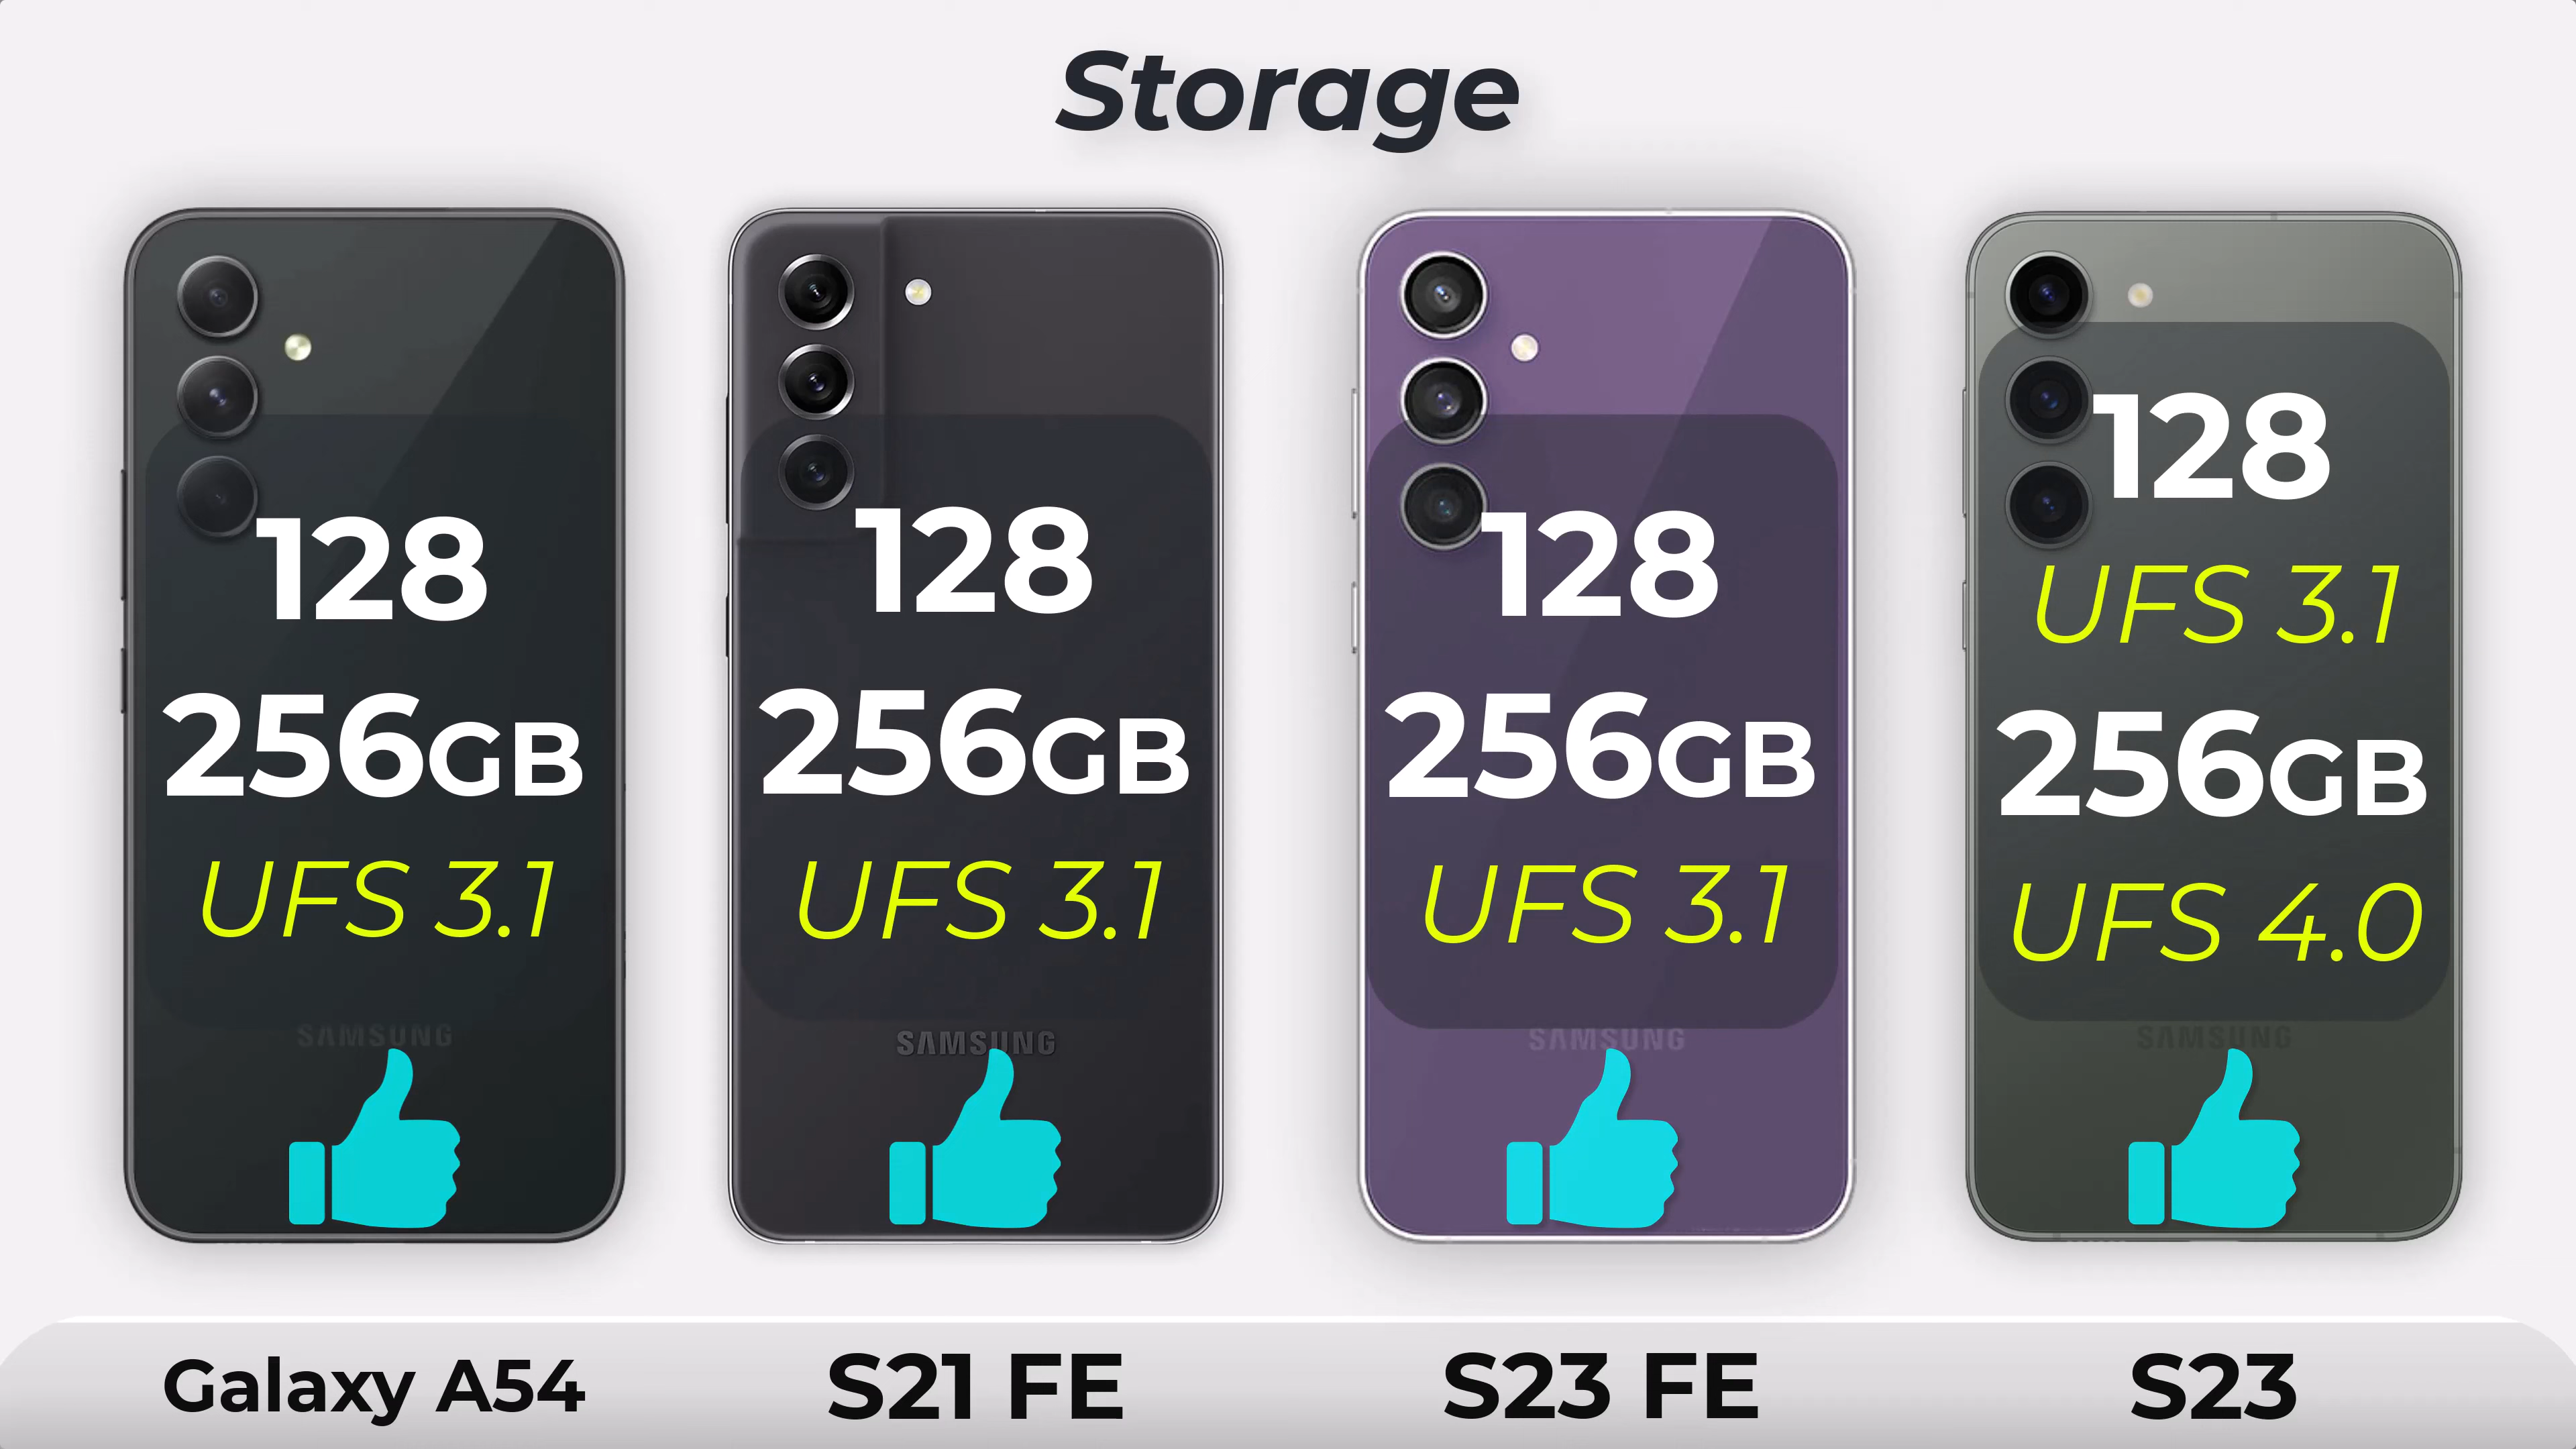 Storage
128
256GB
UFS 3.1
SAMSUNG
Galaxy A54
128
256GB
UFS 3.1
SAMSUNG
S21 FE
128
256GB
UFS 3.1
SAMSUNG
S23 FE
128
UFS 3.1
256GB
UFS 4.0
SAMSUNG
S23